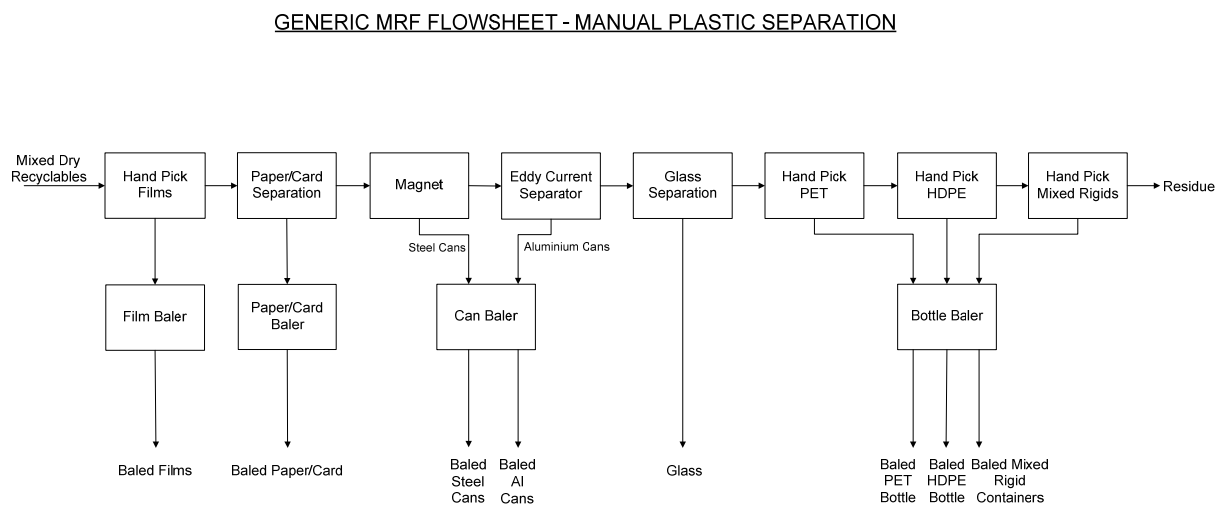 GENERIC MRF FLOWSHEET - MANUAL PLASTIC SEPARATION
Mixed Dry
Recyclables
Hand Pick
Films
Paper/Card
Separation
Magnet
Eddy Current
Separator
Glass
Separation
Hand Pick
PET
Hand Pick
HDPE
Hand Pick
Mixed Rigids
Residue
Steel Cans
Aluminium Cans
Film Baler
Paper/Card
Baler
Can Baler
Bottle Baler
Baled Films
Baled Paper/Card
Baled
Steel
Cans
Baled
Al
Cans
Glass
Baled
PET
Bottle
Baled
HDPE
Bottle
Baled Mixed
Rigid
Containers